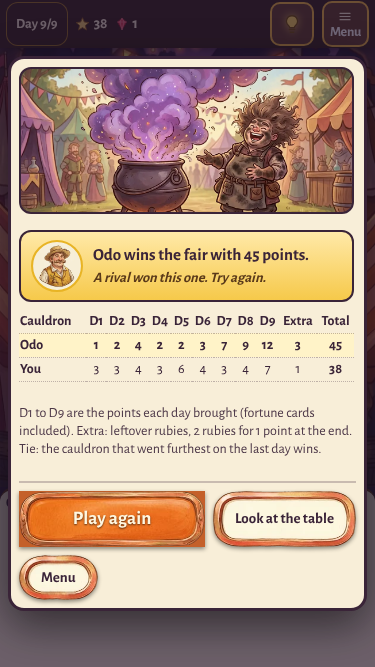 Day 9/9 38 1
Menu
Odo wins the fair with 45 points.
A rival won this one. Try again.
Cauldron D1 D2 D3 D4 D5 D6 D7 D8 D9 Extra Total
Odo 1 2 4 2 2 3 7 9 12 3 45
You 3 3 4 3 6 4 3 4 7 1 38
D1 to D9 are the points each day brought (fortune cards
included). Extra: leftover rubies, 2 rubies for 1 point at the end.
Tie: the cauldron that went furthest on the last day wins.
Play again Look at the table
Menu